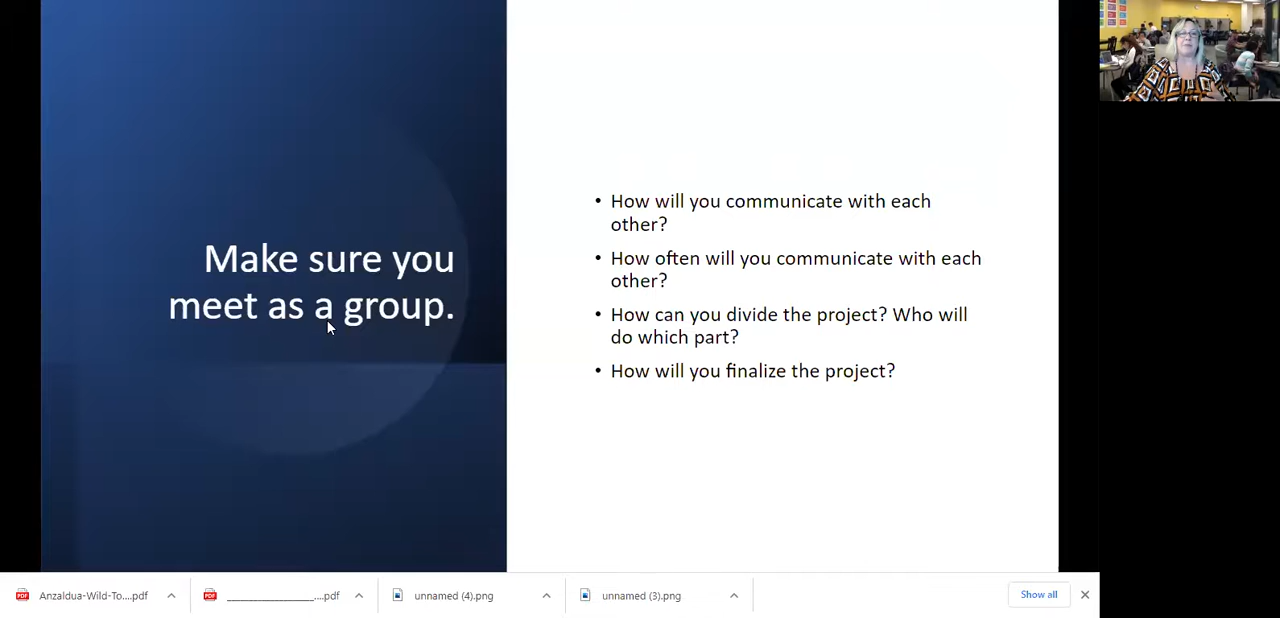 Make sure you
meet as a group.
• How will you communicate with each
other?
• How often will you communicate with each
other?
• How can you divide the project? Who will
do which part?
• How will you finalize the project?
Anzaldua-Wild-To....pdf
____________________....pdf
unnamed (4).png
unnamed (3).png
Show all